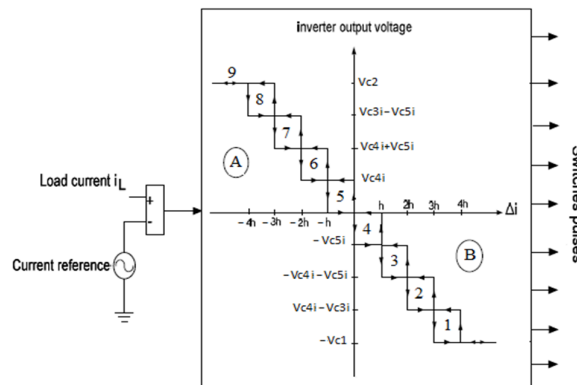 inverter output voltage
9
Vc2
8
Vc3i−Vc5i
7
A
Vc4i+Vc5i
6
Load current iL
Vc4i
5
+
-
−4h −3h −2h −h h 2h 3h 4h Δi
4
−Vc5i
B
3
Current reference
−Vc4i−Vc5i
2
Vc4i−Vc3i
1
−Vc1
Switches pulses